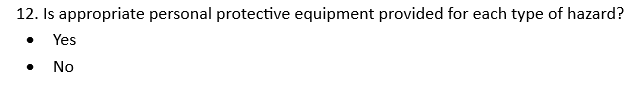 12. Is appropriate personal protective equipment provided for each type of hazard?
• Yes
• No